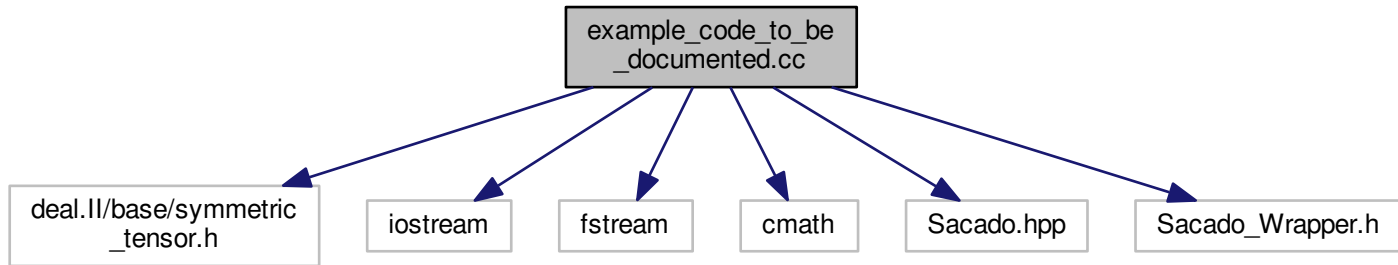 example_code_to_be
_documented.cc
deal.II/base/symmetric
_tensor.h
iostream
fstream
cmath
Sacado.hpp
Sacado_Wrapper.h